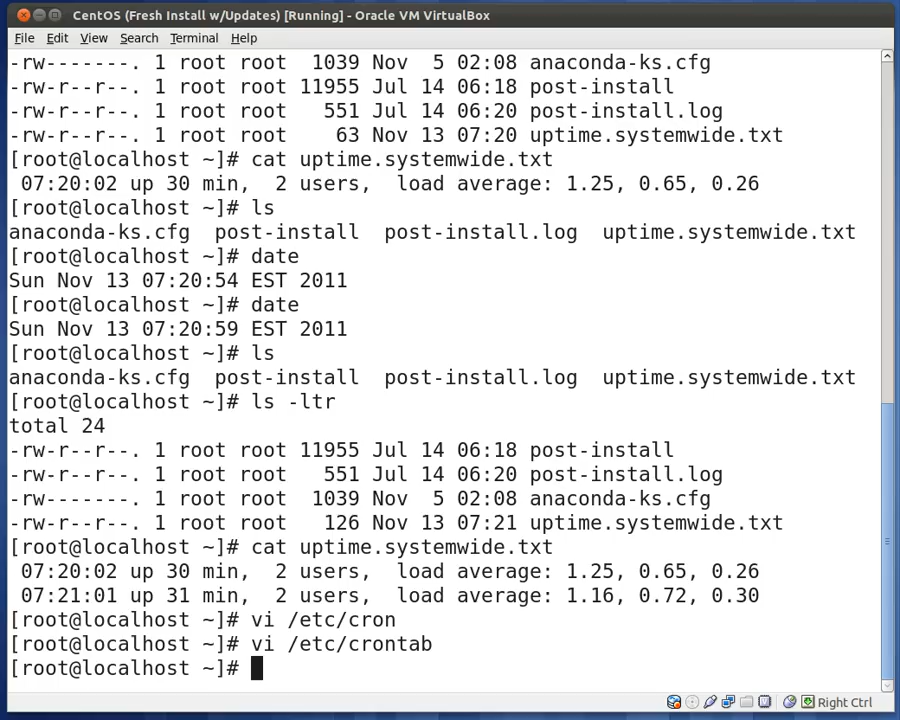 CentOS (Fresh Install w/Updates) [Running] - Oracle VM VirtualBox
File Edit View Search Terminal Help
-rw-------. 1 root root  1039 Nov  5 02:08 anaconda-ks.cfg
-rw-r--r--. 1 root root 11955 Jul 14 06:18 post-install
-rw-r--r--. 1 root root   551 Jul 14 06:20 post-install.log
-rw-r--r--. 1 root root    63 Nov 13 07:20 uptime.systemwide.txt
[root@localhost ~]# cat uptime.systemwide.txt
 07:20:02 up 30 min,  2 users,  load average: 1.25, 0.65, 0.26
[root@localhost ~]# ls
anaconda-ks.cfg  post-install  post-install.log  uptime.systemwide.txt
[root@localhost ~]# date
Sun Nov 13 07:20:54 EST 2011
[root@localhost ~]# date
Sun Nov 13 07:20:59 EST 2011
[root@localhost ~]# ls
anaconda-ks.cfg  post-install  post-install.log  uptime.systemwide.txt
[root@localhost ~]# ls -ltr
total 24
-rw-r--r--. 1 root root 11955 Jul 14 06:18 post-install
-rw-r--r--. 1 root root   551 Jul 14 06:20 post-install.log
-rw-------. 1 root root  1039 Nov  5 02:08 anaconda-ks.cfg
-rw-r--r--. 1 root root   126 Nov 13 07:21 uptime.systemwide.txt
[root@localhost ~]# cat uptime.systemwide.txt
 07:20:02 up 30 min,  2 users,  load average: 1.25, 0.65, 0.26
 07:21:01 up 31 min,  2 users,  load average: 1.16, 0.72, 0.30
[root@localhost ~]# vi /etc/cron
[root@localhost ~]# vi /etc/crontab
[root@localhost ~]#
Right Ctrl